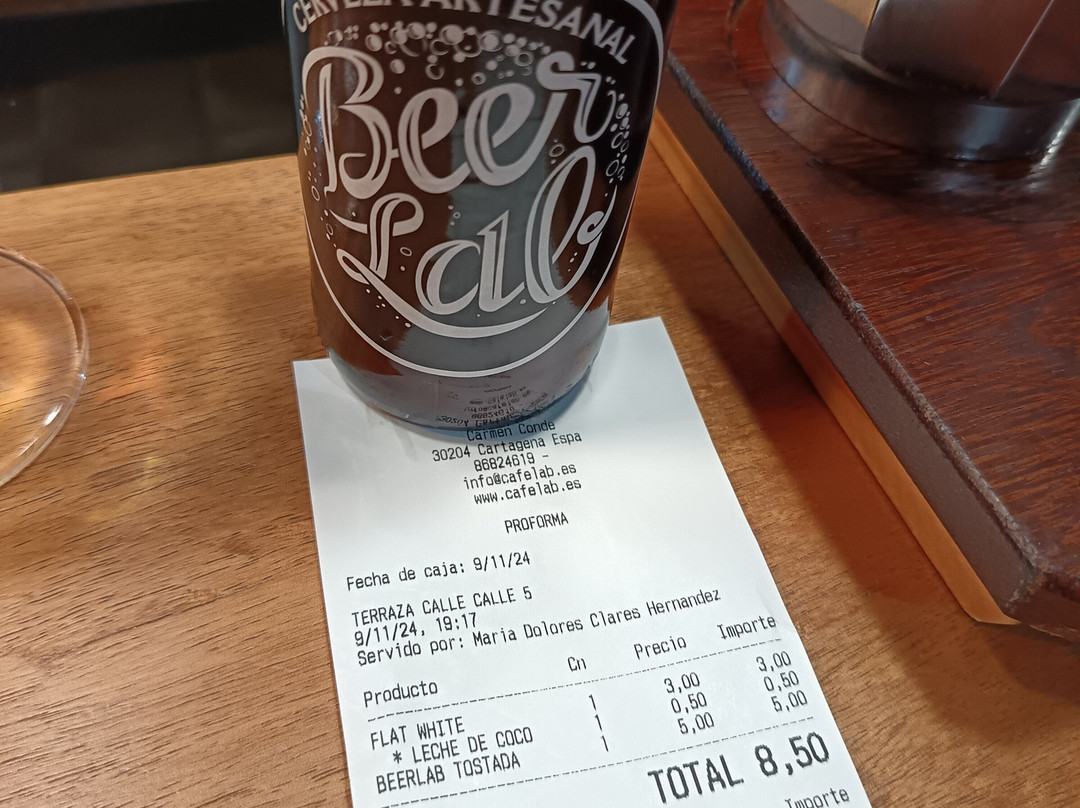 CERVEZA ARTESANAL
Beer
Lab
Carmen Conde
30204 Cartagena Espa
86824619 -
info@cafelab.es
www.cafelab.es
PROFORMA
Fecha de caja: 9/11/24
TERRAZA CALLE CALLE 5
9/11/24, 19:17
Servido por: Maria Dolores Clares Hernandez
Producto Cn Precio Importe
FLAT WHITE 1 3,00 3,00
* LECHE DE COCO 1 0,50 0,50
BEERLAB TOSTADA 1 5,00 5,00
TOTAL 8,50
Importe